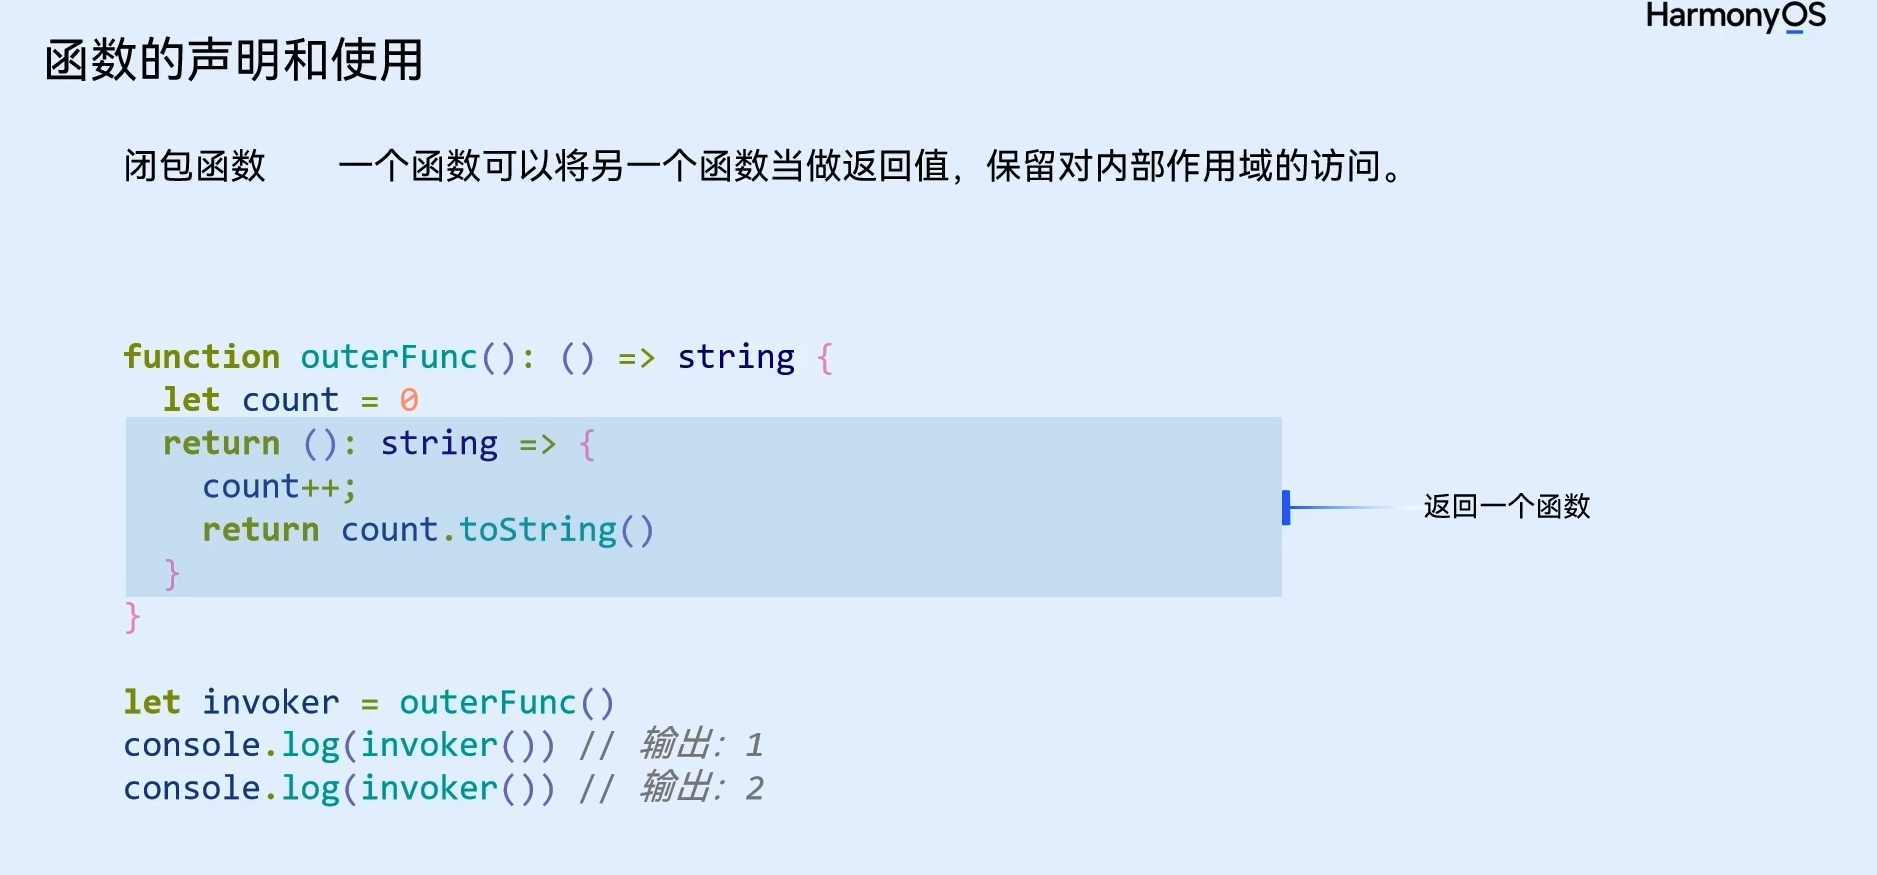 HarmonyOS
函数的声明和使用
闭包函数 一个函数可以将另一个函数当做返回值，保留对内部作用域的访问。
function outerFunc(): () => string {
let count = 0
return (): string => {
count++;
return count.toString()
}
}
返回一个函数
let invoker = outerFunc()
console.log(invoker()) // 输出：1
console.log(invoker()) // 输出：2